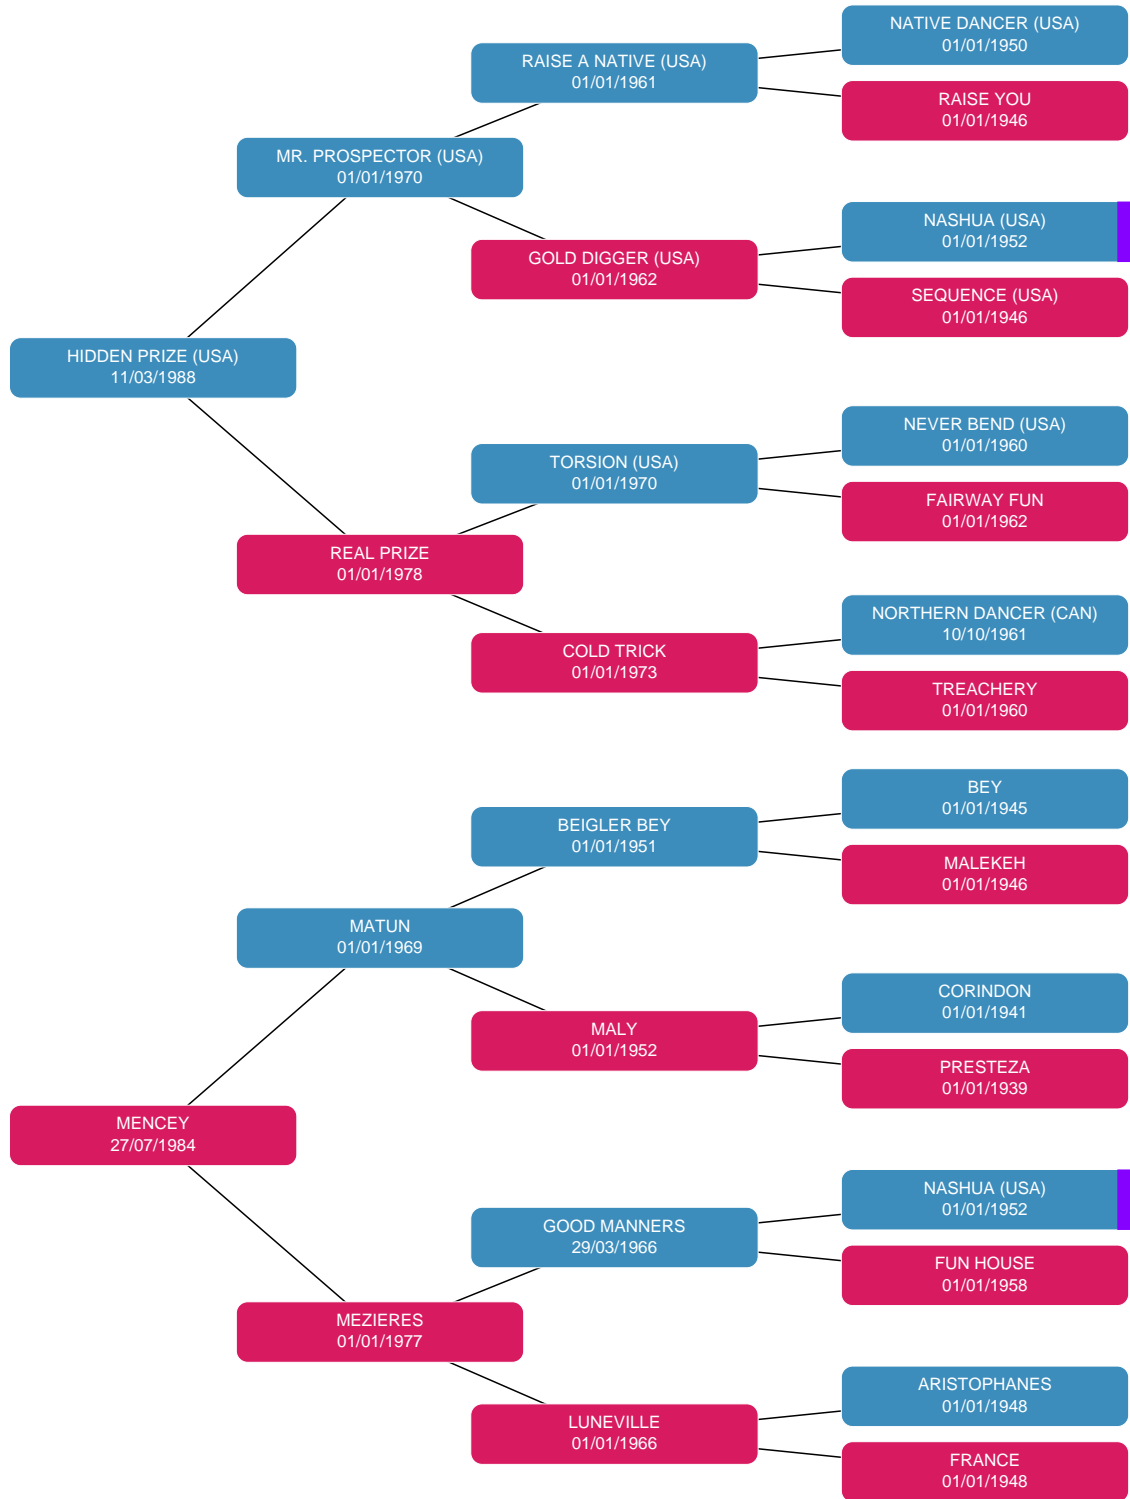 NATIVE DANCER (USA)
01/01/1950
RAISE A NATIVE (USA)
01/01/1961
RAISE YOU
01/01/1946
MR. PROSPECTOR (USA)
01/01/1970
NASHUA (USA)
01/01/1952
GOLD DIGGER (USA)
01/01/1962
SEQUENCE (USA)
01/01/1946
HIDDEN PRIZE (USA)
11/03/1988
NEVER BEND (USA)
01/01/1960
TORSION (USA)
01/01/1970
FAIRWAY FUN
01/01/1962
REAL PRIZE
01/01/1978
NORTHERN DANCER (CAN)
10/10/1961
COLD TRICK
01/01/1973
TREACHERY
01/01/1960
BEY
01/01/1945
BEIGLER BEY
01/01/1951
MALEKEH
01/01/1946
MATUN
01/01/1969
CORINDON
01/01/1941
MALY
01/01/1952
PRESTEZA
01/01/1939
MENCEY
27/07/1984
NASHUA (USA)
01/01/1952
GOOD MANNERS
29/03/1966
FUN HOUSE
01/01/1958
MEZIERES
01/01/1977
ARISTOPHANES
01/01/1948
LUNEVILLE
01/01/1966
FRANCE
01/01/1948